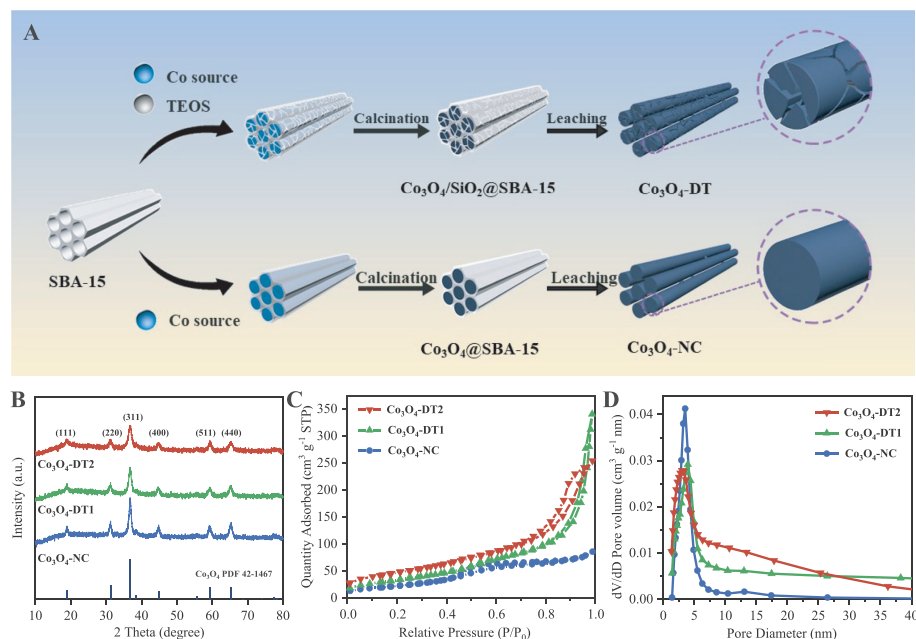 A
Co source
TEOS
Calcination
Leaching
Co₃O₄/SiO₂@SBA-15
Co₃O₄-DT
SBA-15
Co source
Calcination
Leaching
Co₃O₄@SBA-15
Co₃O₄-NC
B
(111)
(220)
(311)
(400)
(511)
(440)
Co₃O₄-DT2
Co₃O₄-DT1
Co₃O₄-NC
Co₃O₄ PDF 42-1467
Intensity (a.u.)
10 20 30 40 50 60 70 80
2 Theta (degree)
C
Co₃O₄-DT2
Co₃O₄-DT1
Co₃O₄-NC
Quantity Adsorbed (cm³ g⁻¹ STP)
350
300
250
200
150
100
50
0
0.0 0.2 0.4 0.6 0.8 1.0
Relative Pressure (P/P₀)
D
Co₃O₄-DT2
Co₃O₄-DT1
Co₃O₄-NC
dV/dD Pore volume (cm³ g⁻¹ nm)
0.04
0.03
0.02
0.01
0.0
0 10 20 30 40
Pore Diameter (nm)